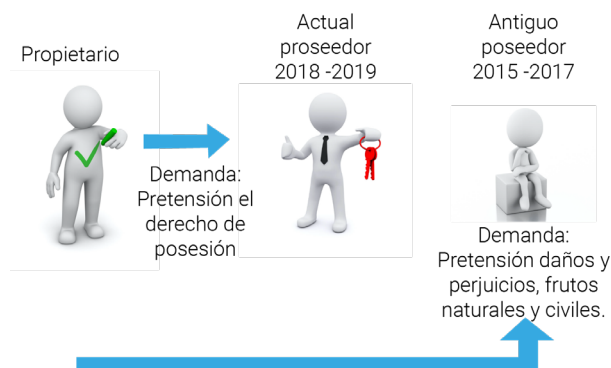 Propietario
Actual
proseedor
2018 -2019
Antiguo
poseedor
2015 -2017
Demanda:
Pretensión el
derecho de
posesión
Demanda:
Pretensión daños y
perjuicios, frutos
naturales y civiles.